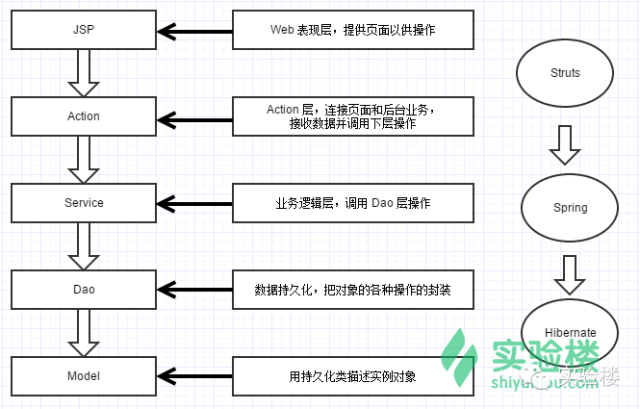 JSP
Web 表现层，提供页面以供操作
Struts
Action
Action 层，连接页面和后台业务，
接收数据并调用下层操作
Service
业务逻辑层，调用 Dao 层操作
Spring
Dao
数据持久化，把对象的各种操作的封装
Hibernate
Model
用持久化类描述实例对象
实验楼
实验楼